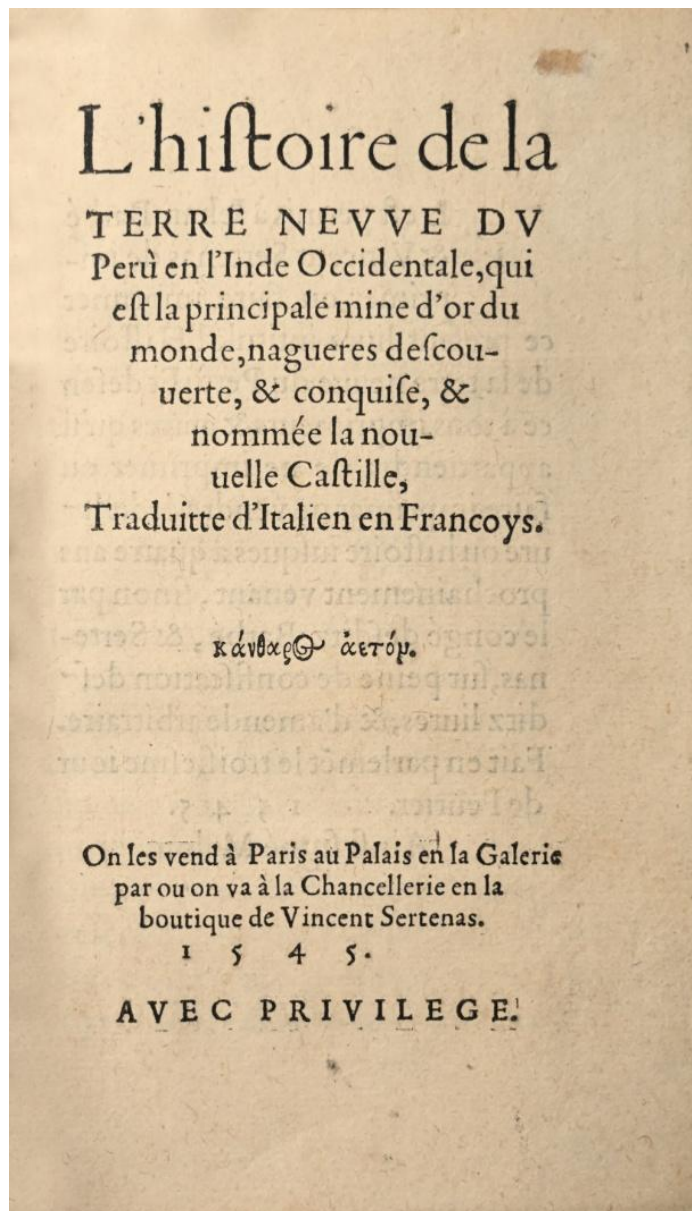 L'hiſtoire de la
TERRE NEVVE DV
Perù en l'Inde Occidentale, qui
eſt la principale mine d'or du
monde, nagueres deſcou-
uerte, & conquiſe, &
nommée la nou-
uelle Caſtille,
Traduitte d'Italien en Francoys.
κάνθαρος ἀετόμ.
On les vend à Paris au Palais en la Galerie
par ou on va à la Chancellerie en la
boutique de Vincent Sertenas.
1 5 4 5.
AVEC PRIVILEGE.